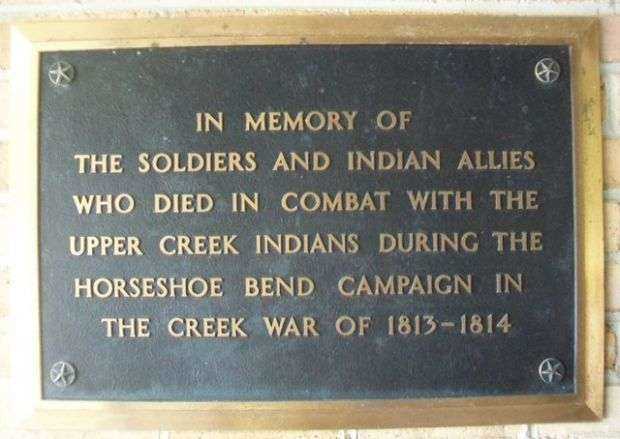 IN MEMORY OF
THE SOLDIERS AND INDIAN ALLIES
WHO DIED IN COMBAT WITH THE
UPPER CREEK INDIANS DURING THE
HORSESHOE BEND CAMPAIGN IN
THE CREEK WAR OF 1813-1814